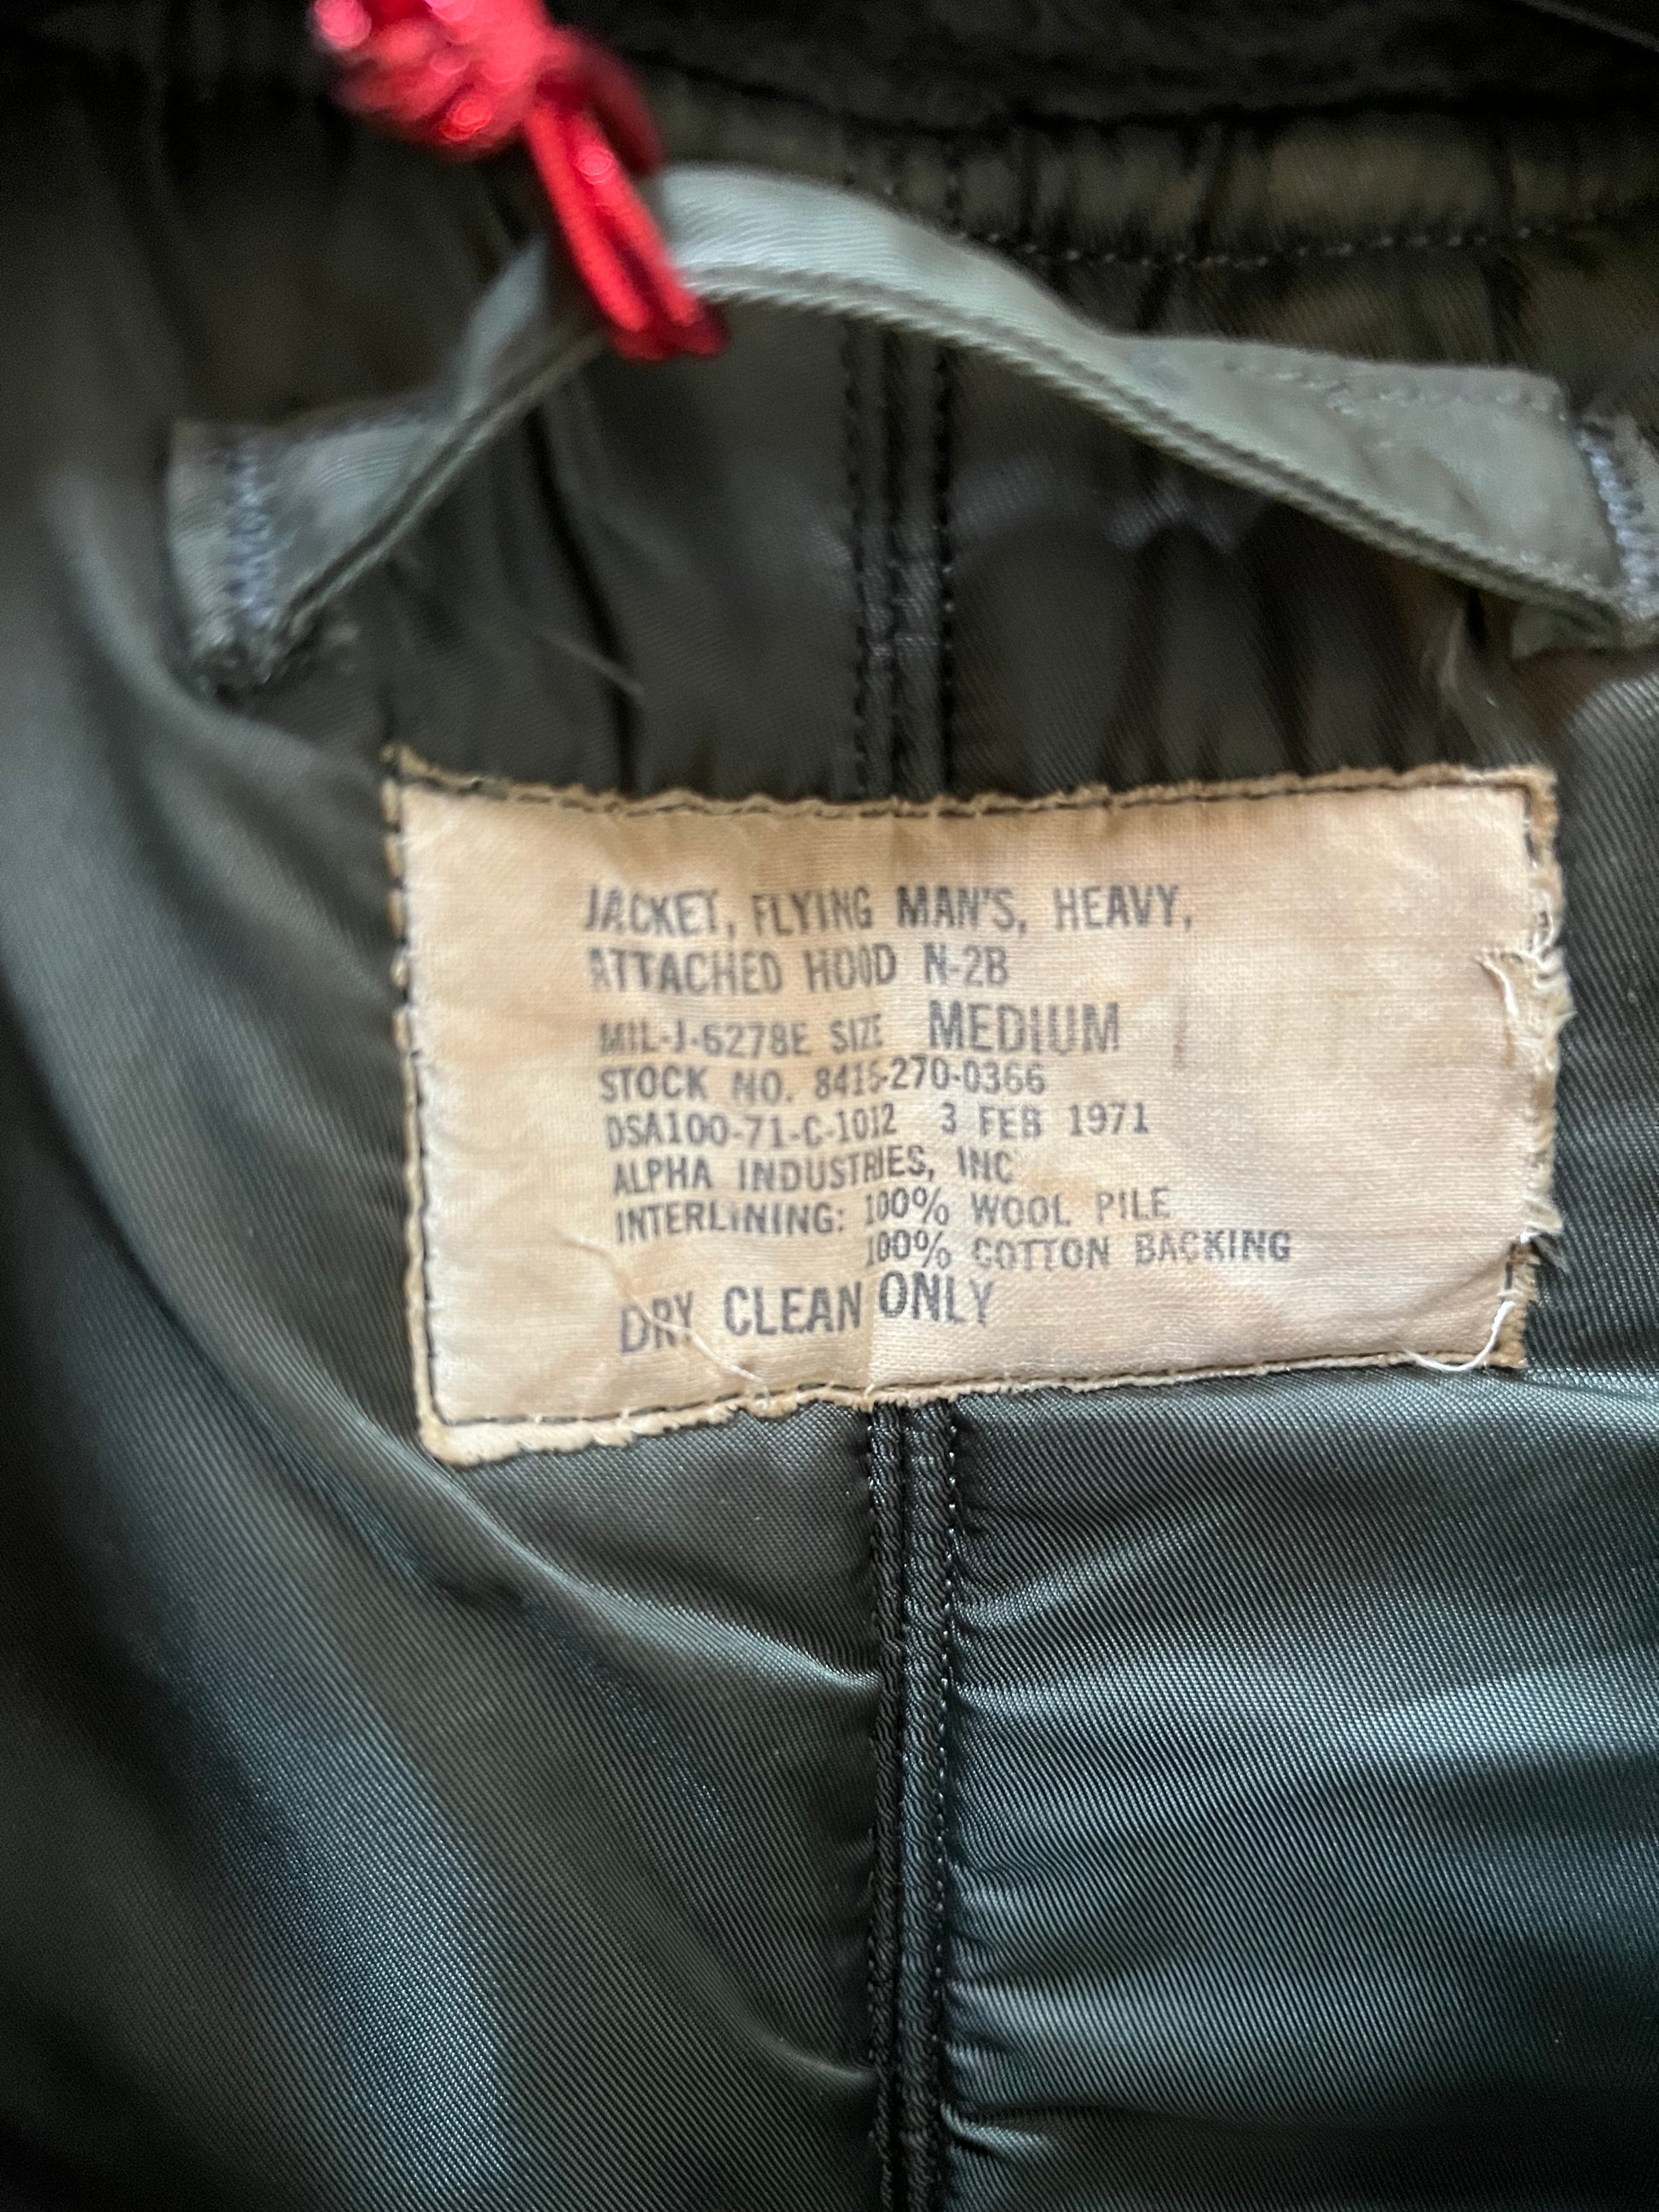 JACKET, FLYING MAN'S, HEAVY,
ATTACHED HOOD N-2B
MIL-J-6278E SIZE MEDIUM
STOCK NO. 8415-270-0366
DSA100-71-C-1012 3 FEB 1971
ALPHA INDUSTRIES, INC
INTERLINING: 100% WOOL PILE
100% COTTON BACKING
DRY CLEAN ONLY